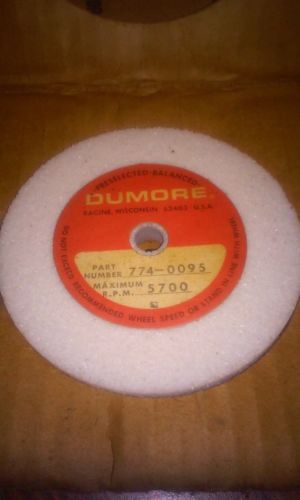 PRESELECTED-BALANCED
DUMORE
RACINE, WISCONSIN 53403 U.S.A.
PART
NUMBER 774-0095
MAXIMUM
R.P.M. 5700
DO NOT EXCEED RECOMMENDED WHEEL SPEED OR STAND IN LINE WITH WHEEL